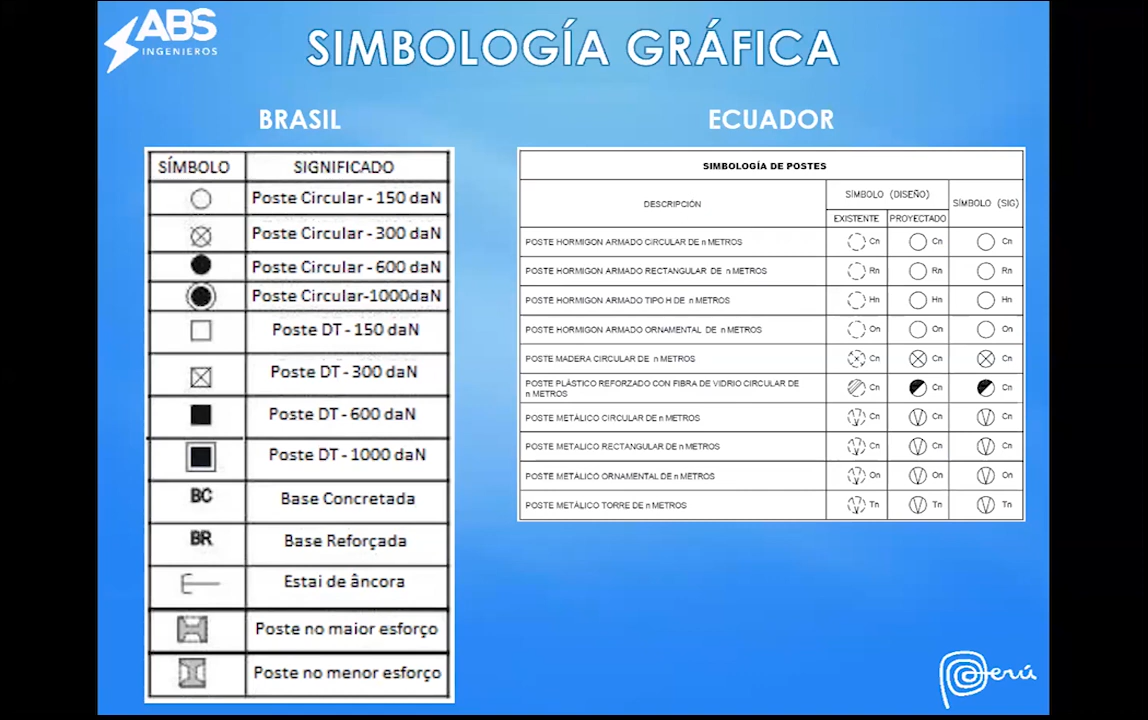 ABS
INGENIEROS
SIMBOLOGÍA GRÁFICA
BRASIL
SÍMBOLO SIGNIFICADO
Poste Circular - 150 daN
Poste Circular - 300 daN
Poste Circular - 600 daN
Poste Circular-1000daN
Poste DT - 150 daN
Poste DT - 300 daN
Poste DT - 600 daN
Poste DT - 1000 daN
BC Base Concretada
BR Base Reforçada
Estai de âncora
Poste no maior esforço
Poste no menor esforço
ECUADOR
SIMBOLOGÍA DE POSTES
DESCRIPCIÓN SIMBOLO (DISEÑO) SÍMBOLO (SIG)
EXISTENTE PROYECTADO
POSTE HORMIGON ARMADO CIRCULAR DE n METROS Cn Cn Cn
POSTE HORMIGON ARMADO RECTANGULAR DE n METROS Rn Rn Rn
POSTE HORMIGON ARMADO TIPO H DE n METROS Hn Hn Hn
POSTE HORMIGON ARMADO ORNAMENTAL DE n METROS On On On
POSTE MADERA CIRCULAR DE n METROS Cn Cn Cn
POSTE PLÁSTICO REFORZADO CON FIBRA DE VIDRIO CIRCULAR DE
n METROS Cn Cn Cn
POSTE METÁLICO CIRCULAR DE n METROS Cn Cn Cn
POSTE METALICO RECTANGULAR DE n METROS Cn Cn Cn
POSTE METÁLICO ORNAMENTAL DE n METROS On On On
POSTE METÁLICO TORRE DE n METROS Tn Tn Tn
Perú